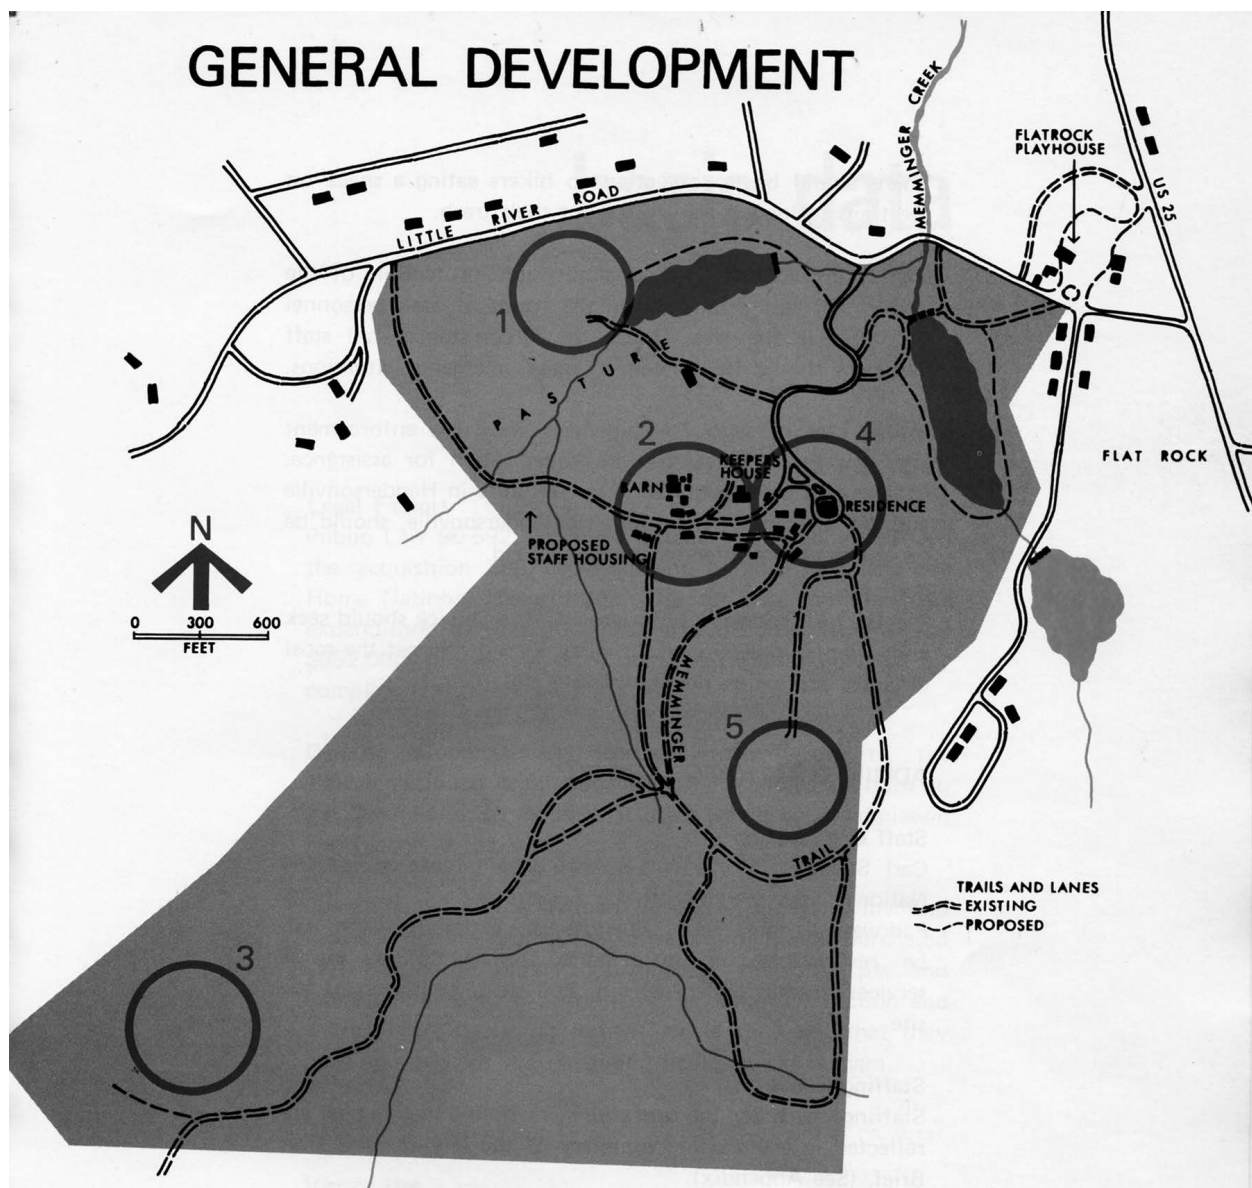 GENERAL DEVELOPMENT
MEMMINGER CREEK
FLATROCK
PLAYHOUSE
US 25
LITTLE RIVER ROAD
1
PASTURE
2
4
KEEPERS
HOUSE
BARN
RESIDENCE
FLAT ROCK
N
PROPOSED
STAFF HOUSING
0 300 600
FEET
MEMMINGER
5
TRAIL
3
TRAILS AND LANES
EXISTING
PROPOSED